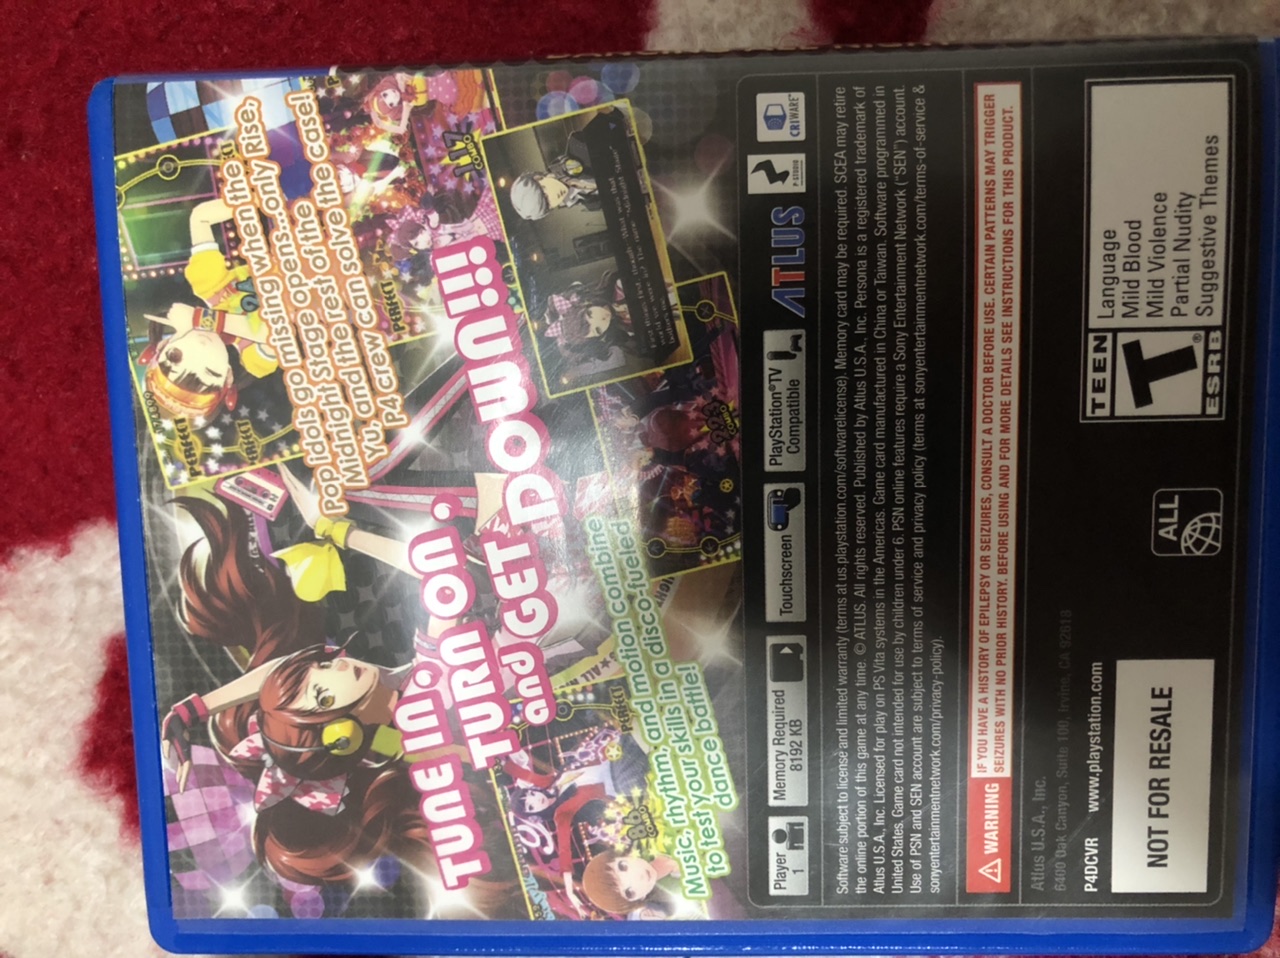 Pop idols go missing when the
Midnight Stage opens...only Rise,
Yu, and the rest of the
P4 crew can solve the case!
PERFECT
PERFECT
117
COMBO
TUNE IN,
TURN ON,
and GET DOWN!!!
Music, rhythm, and motion combine
to test your skills in a disco-fueled
dance battle!
PERFECT
COMBO
Player
1
Memory Required
8192 KB
Touchscreen
PlayStation®TV
Compatible
ATLUS
P-STUDIO
CRIWARE
Software subject to license and limited warranty (terms at us.playstation.com/softwarelicense). Memory card may be required. SCEA may retire
the online portion of this game at any time. © ATLUS. All rights reserved. Published by Atlus U.S.A., Inc. Persona is a registered trademark of
Atlus U.S.A., Inc. Licensed for play on PS Vita systems in the Americas. Game card manufactured in China or Taiwan. Software programmed in
United States. Game card not intended for use by children under 6. PSN online features require a Sony Entertainment Network ("SEN") account.
Use of PSN and SEN account are subject to terms of service and privacy policy (terms at sonyentertainmentnetwork.com/terms-of-service &
sonyentertainmentnetwork.com/privacy-policy).
WARNING
IF YOU HAVE A HISTORY OF EPILEPSY OR SEIZURES, CONSULT A DOCTOR BEFORE USE. CERTAIN PATTERNS MAY TRIGGER
SEIZURES WITH NO PRIOR HISTORY. BEFORE USING AND FOR MORE DETAILS SEE INSTRUCTIONS FOR THIS PRODUCT.
Atlus U.S.A., Inc.
6400 Oak Canyon, Suite 100, Irvine, CA 92618
P4DCVR www.playstation.com
NOT FOR RESALE
ALL
TEEN
T
®
ESRB
Language
Mild Blood
Mild Violence
Partial Nudity
Suggestive Themes